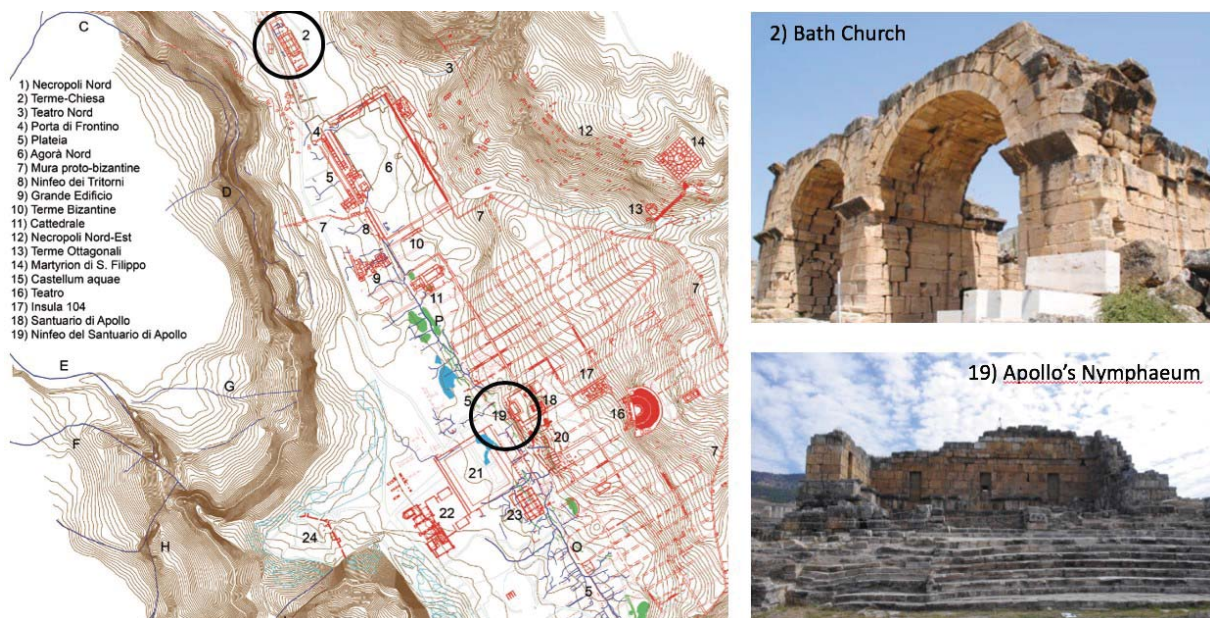 C
2
3
1) Necropoli Nord
2) Terme-Chiesa
3) Teatro Nord
4) Porta di Frontino
5) Plateia
6) Agorà Nord
7) Mura proto-bizantine
8) Ninfeo dei Tritorni
9) Grande Edificio
10) Terme Bizantine
11) Cattedrale
12) Necropoli Nord-Est
13) Terme Ottagonali
14) Martyrion di S. Filippo
15) Castellum aquae
16) Teatro
17) Insula 104
18) Santuario di Apollo
19) Ninfeo del Santuario di Apollo
4
12
14
6
5
D
13
7
8
7
10
9
11
7
P
E
G
17
5
19
18
16
F
20
21
7
22
23
24
H
O
5
2) Bath Church
19) Apollo's Nymphaeum